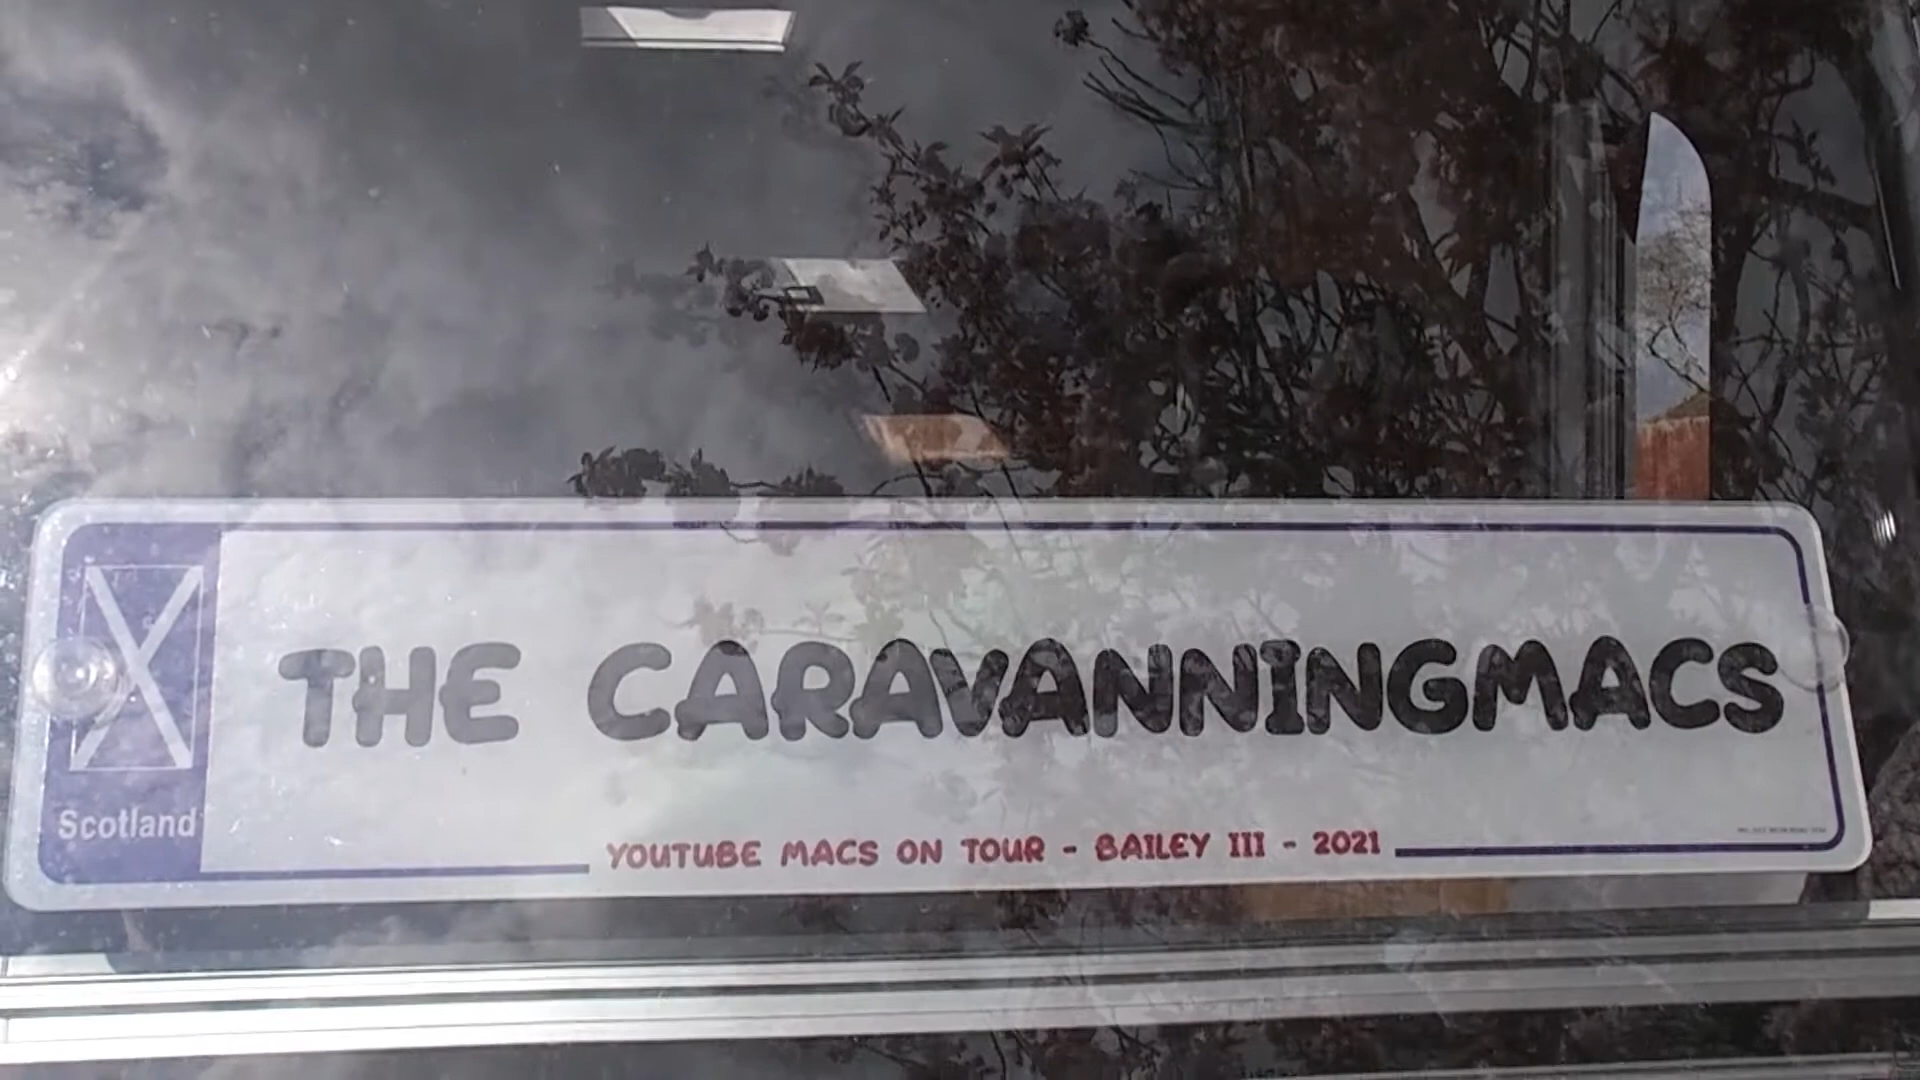 THE CARAVANNINGMACS
Scotland
YOUTUBE MACS ON TOUR - BAILEY III - 2021